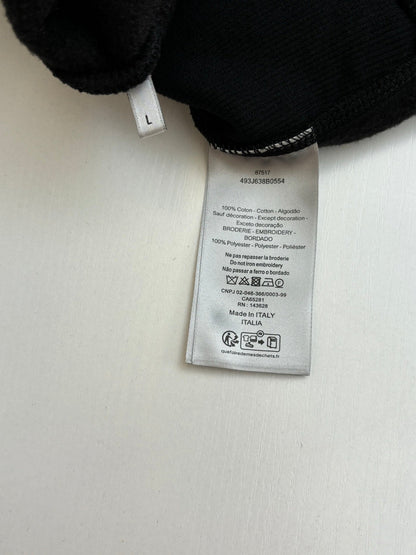 L
67517
493J638B0554
100% Coton - Cotton - Algodão
Sauf décoration - Except decoration -
Exceto decoração
BRODERIE - EMBROIDERY -
BORDADO
100% Polyester - Polyester - Poliéster
Ne pas repasser la broderie
Do not iron embroidery
Não passar a ferro o bordado
CNPJ 02-046-366/0003-99
CA65281
RN : 143628
Made In ITALY
ITALIA
quefairedemesdechets.fr